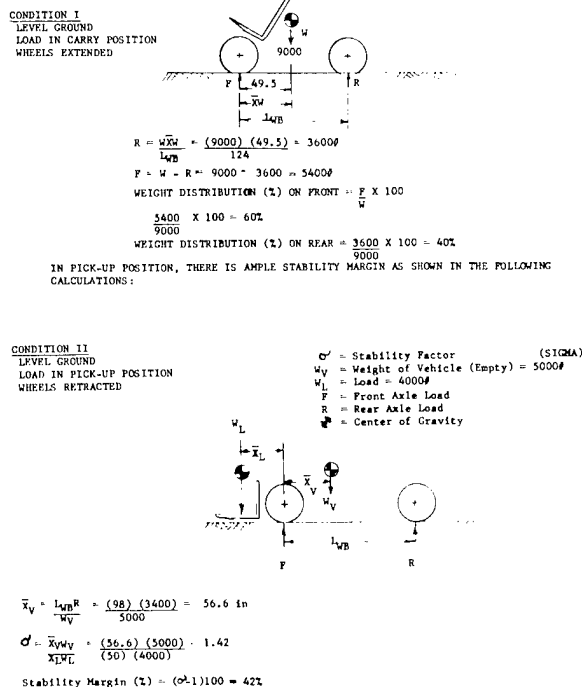 CONDITION I
LEVEL GROUND
LOAD IN CARRY POSITION
WHEELS EXTENDED
W
9000
F
49.5
R
X̅W
LWB
R = WX̅W / LWB = (9000) (49.5) / 124 = 3600#
F = W - R = 9000 - 3600 = 5400#
WEIGHT DISTRIBUTION (%) ON FRONT = F / W X 100
5400 / 9000 X 100 = 60%
WEIGHT DISTRIBUTION (%) ON REAR = 3600 / 9000 X 100 = 40%
IN PICK-UP POSITION, THERE IS AMPLE STABILITY MARGIN AS SHOWN IN THE FOLLOWING
CALCULATIONS:
CONDITION II
LEVEL GROUND
LOAD IN PICK-UP POSITION
WHEELS RETRACTED
σ = Stability Factor (SIGMA)
WV = Weight of Vehicle (Empty) = 5000#
WL = Load = 4000#
F = Front Axle Load
R = Rear Axle Load
= Center of Gravity
WL
X̅L
X̅V
WV
LWB
F
R
X̅V = LWBR / WV = (98) (3400) / 5000 = 56.6 in
σ = X̅VWV / X̅LWL = (56.6) (5000) / (50) (4000) = 1.42
Stability Margin (%) = (σ-1)100 = 42%